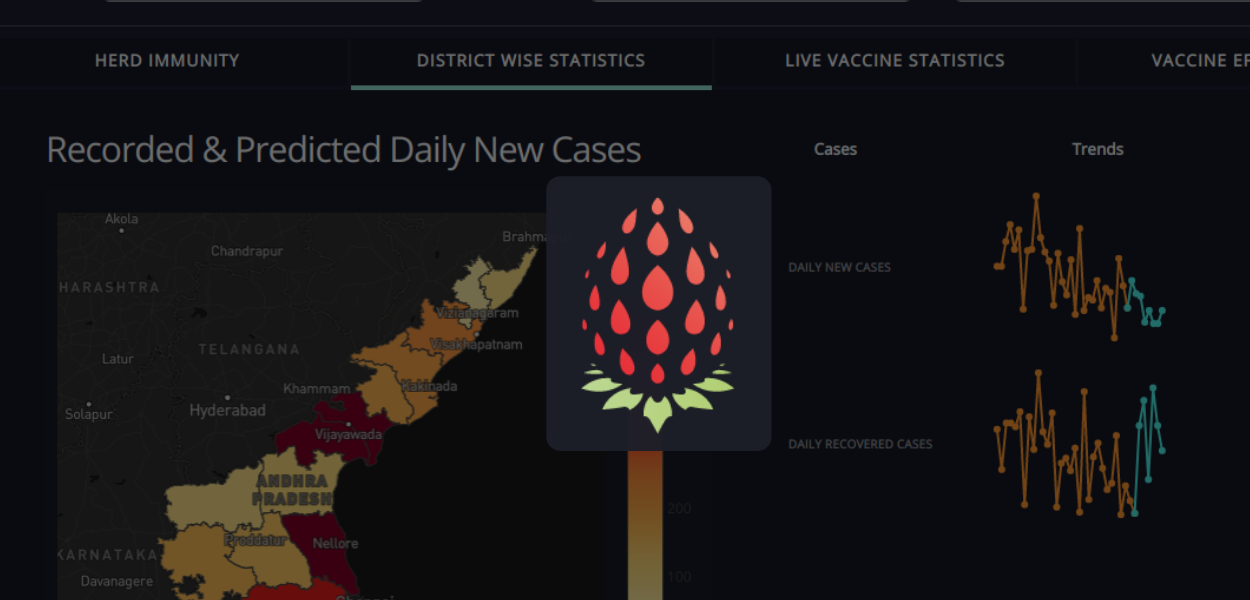 HERD IMMUNITY
DISTRICT WISE STATISTICS
LIVE VACCINE STATISTICS
VACCINE
Recorded & Predicted Daily New Cases
Cases
Trends
Akola
Chandrapur
HARASHTRA
Vizianagaram
Visakhapatnam
TELANGANA
Latur
Khammam
Kakinada
Solapur
Hyderabad
Vijayawada
ANDHRA
PRADESH
Proddatur
Nellore
KARNATAKA
Davanagere
200
100
DAILY NEW CASES
DAILY RECOVERED CASES